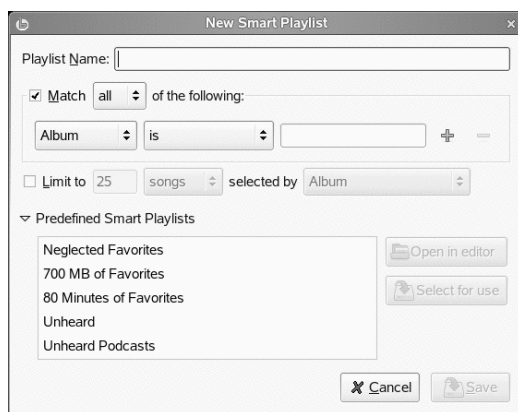 New Smart Playlist
Playlist Name:
Match all of the following:
Album is
Limit to 25 songs selected by Album
Predefined Smart Playlists
Neglected Favorites
700 MB of Favorites
80 Minutes of Favorites
Unheard
Unheard Podcasts
Open in editor
Select for use
Cancel Save